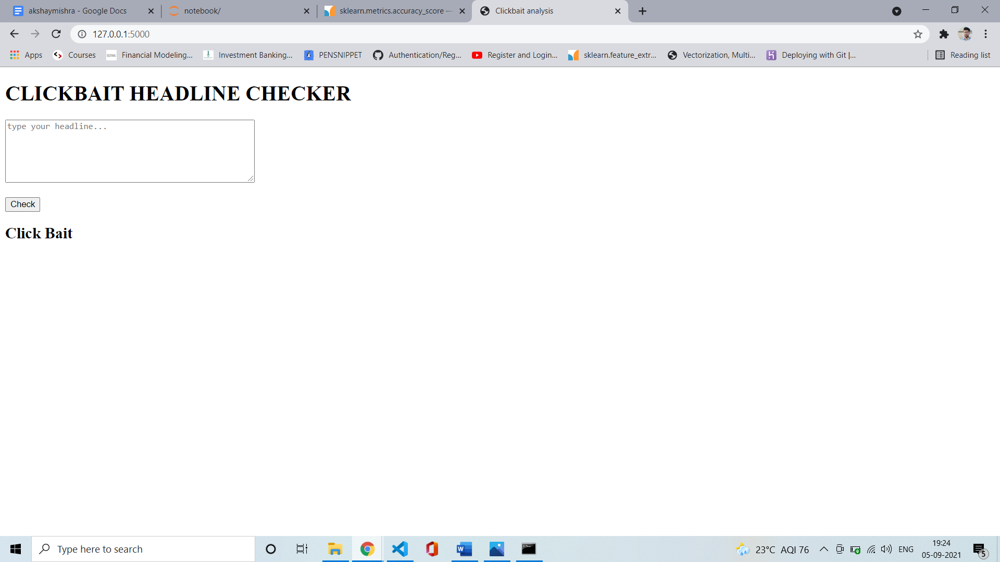 akshaymishra - Google Docs
notebook/
sklearn.metrics.accuracy_score —
Clickbait analysis
127.0.0.1:5000
Apps
Courses
Financial Modeling...
Investment Banking...
PENSNIPPET
Authentication/Reg...
Register and Login...
sklearn.feature_extr...
Vectorization, Multi...
Deploying with Git |...
Reading list
CLICKBAIT HEADLINE CHECKER
type your headline...
Check
Click Bait
Type here to search
23°C AQI 76
ENG
19:24
05-09-2021
5